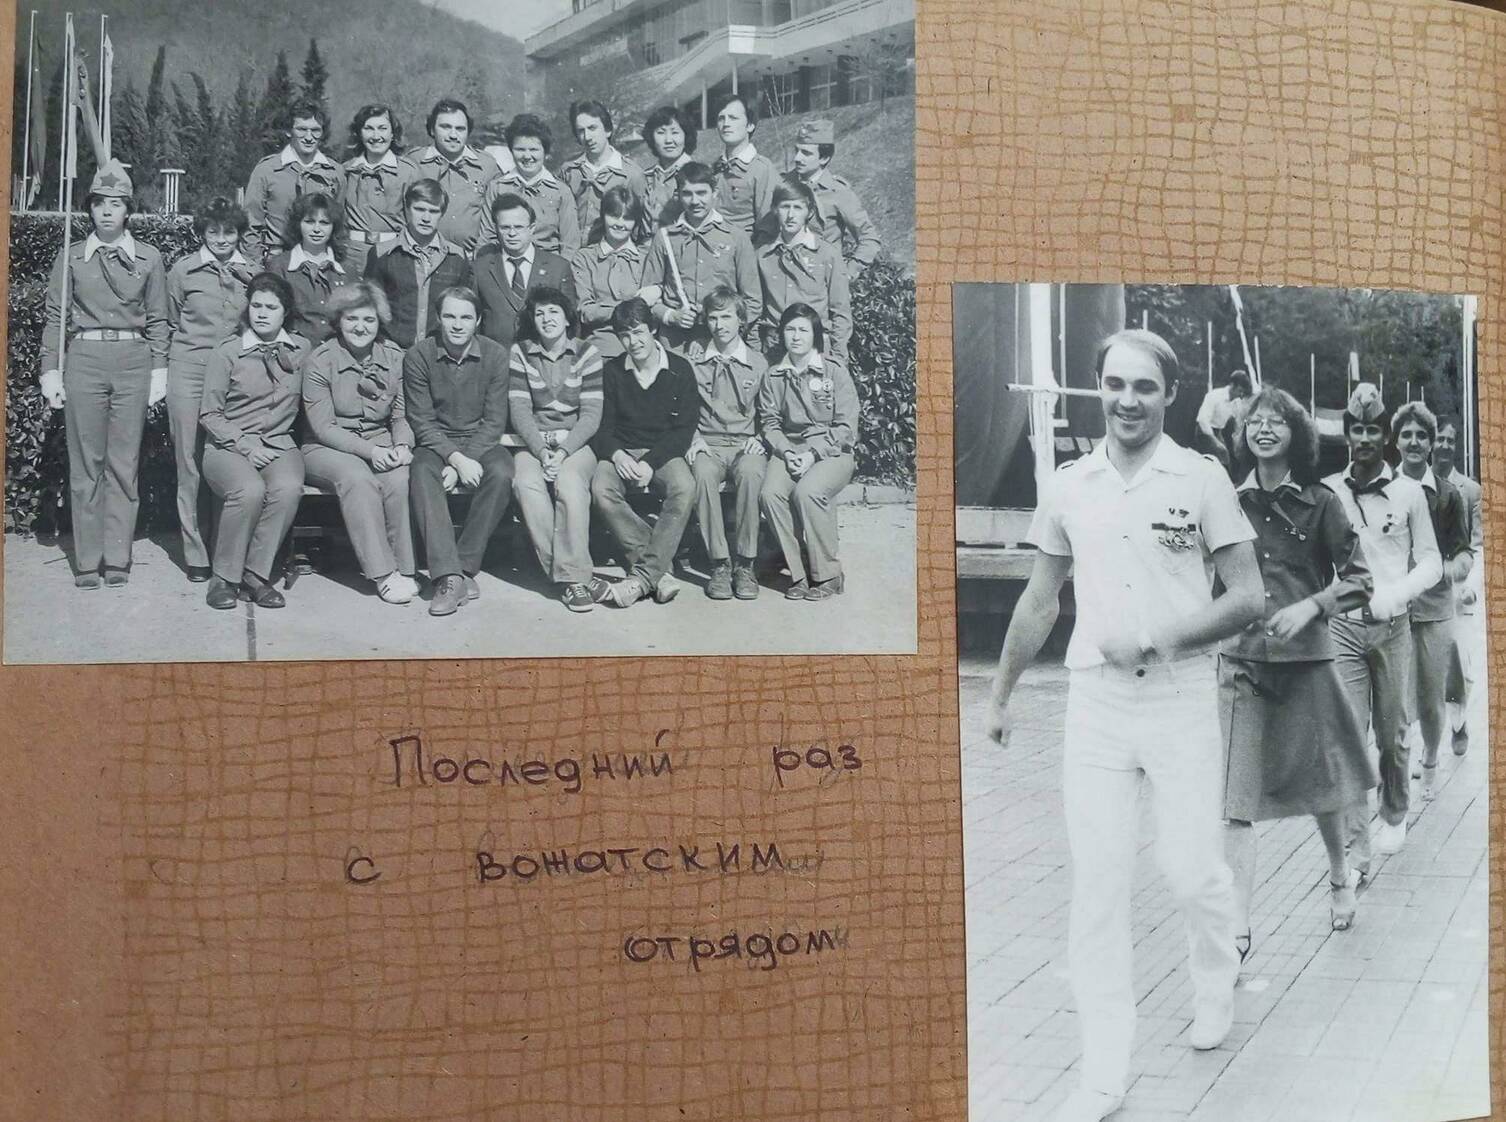 Последний раз
с вожатским
отрядом